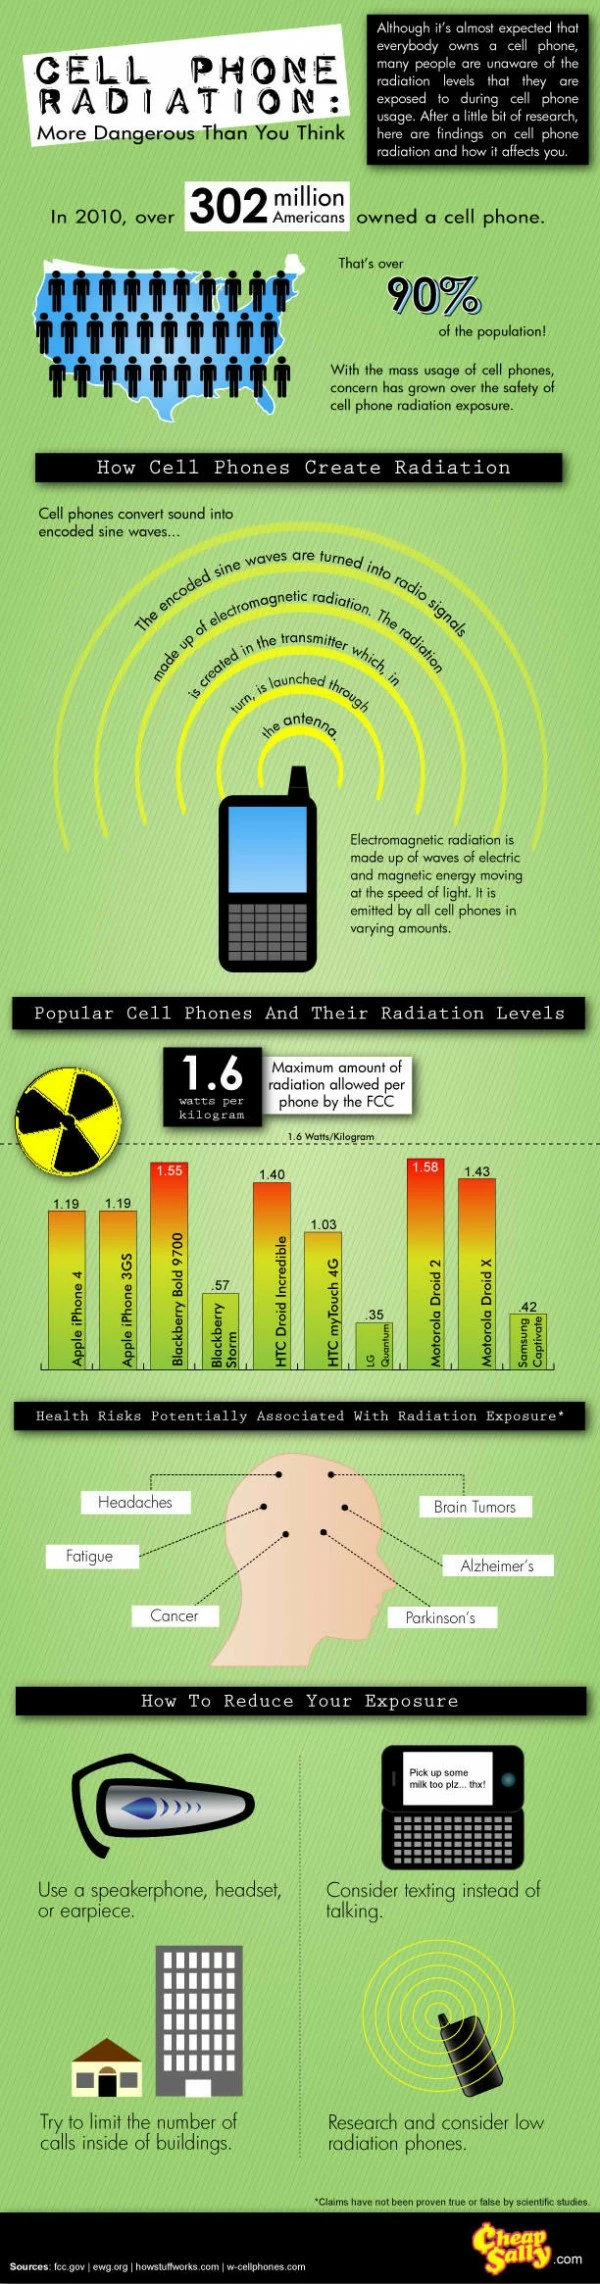 CELL PHONE
RADIATION:
More Dangerous Than You Think
Although it's almost expected that
everybody owns a cell phone,
many people are unaware of the
radiation levels that they are
exposed to during cell phone
usage. After a little bit of research,
here are findings on cell phone
radiation and how it affects you.
In 2010, over 302 million Americans owned a cell phone.
That's over
90%
of the population!
With the mass usage of cell phones,
concern has grown over the safety of
cell phone radiation exposure.
How Cell Phones Create Radiation
Cell phones convert sound into
encoded sine waves...
The encoded sine waves are turned into radio signals
made up of electromagnetic radiation. The radiation
is created in the transmitter which, in
turn, is launched through
the antenna.
Electromagnetic radiation is
made up of waves of electric
and magnetic energy moving
at the speed of light. It is
emitted by all cell phones in
varying amounts.
Popular Cell Phones And Their Radiation Levels
1.6
watts per
kilogram
Maximum amount of
radiation allowed per
phone by the FCC
1.6 Watts/Kilogram
1.19
Apple iPhone 4
1.19
Apple iPhone 3GS
1.55
Blackberry Bold 9700
.57
Blackberry
Storm
1.40
HTC Droid Incredible
1.03
HTC myTouch 4G
.35
LG
Quantum
1.58
Motorola Droid 2
1.43
Motorola Droid X
.42
Samsung
Captivate
Health Risks Potentially Associated With Radiation Exposure*
Headaches
Brain Tumors
Fatigue
Alzheimer's
Cancer
Parkinson's
How To Reduce Your Exposure
Use a speakerphone, headset,
or earpiece.
Pick up some
milk too plz... thx!
Consider texting instead of
talking.
Try to limit the number of
calls inside of buildings.
Research and consider low
radiation phones.
*Claims have not been proven true or false by scientific studies.
Sources: fcc.gov | ewg.org | howstuffworks.com | w-cellphones.com
Cheap
Sally.com